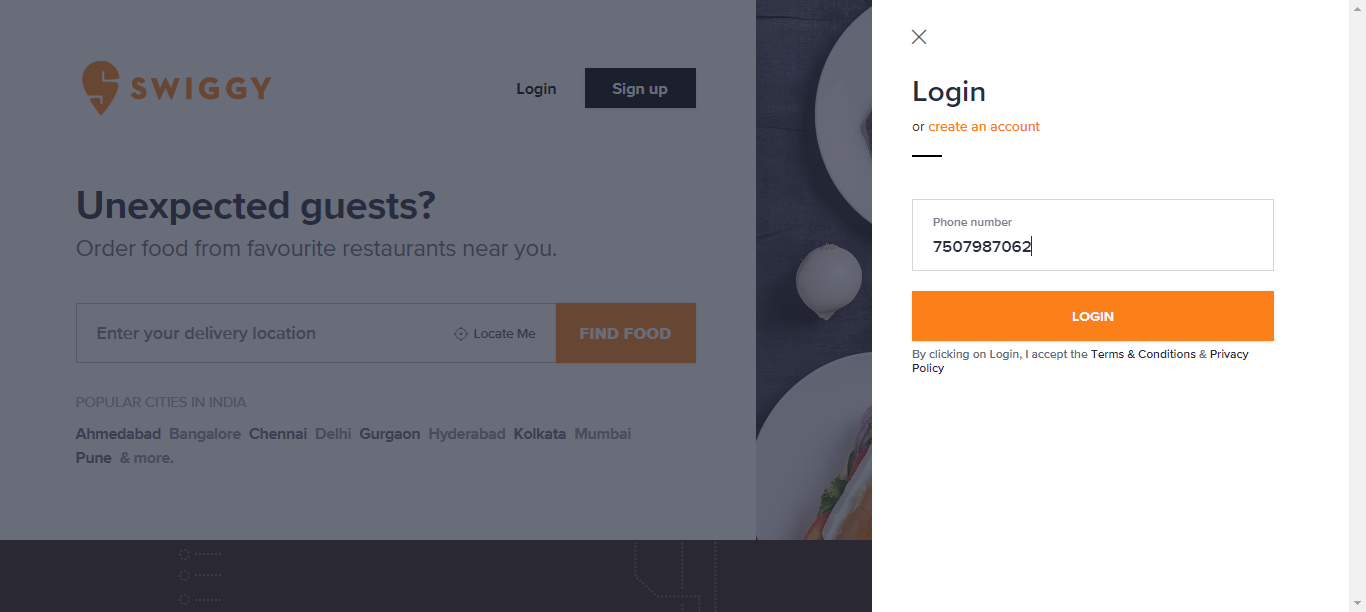 SWIGGY
Login
Sign up
Unexpected guests?
Order food from favourite restaurants near you.
Enter your delivery location
Locate Me
FIND FOOD
POPULAR CITIES IN INDIA
Ahmedabad Bangalore Chennai Delhi Gurgaon Hyderabad Kolkata Mumbai
Pune & more.
Login
or create an account
Phone number
7507987062
LOGIN
By clicking on Login, I accept the Terms & Conditions & Privacy
Policy